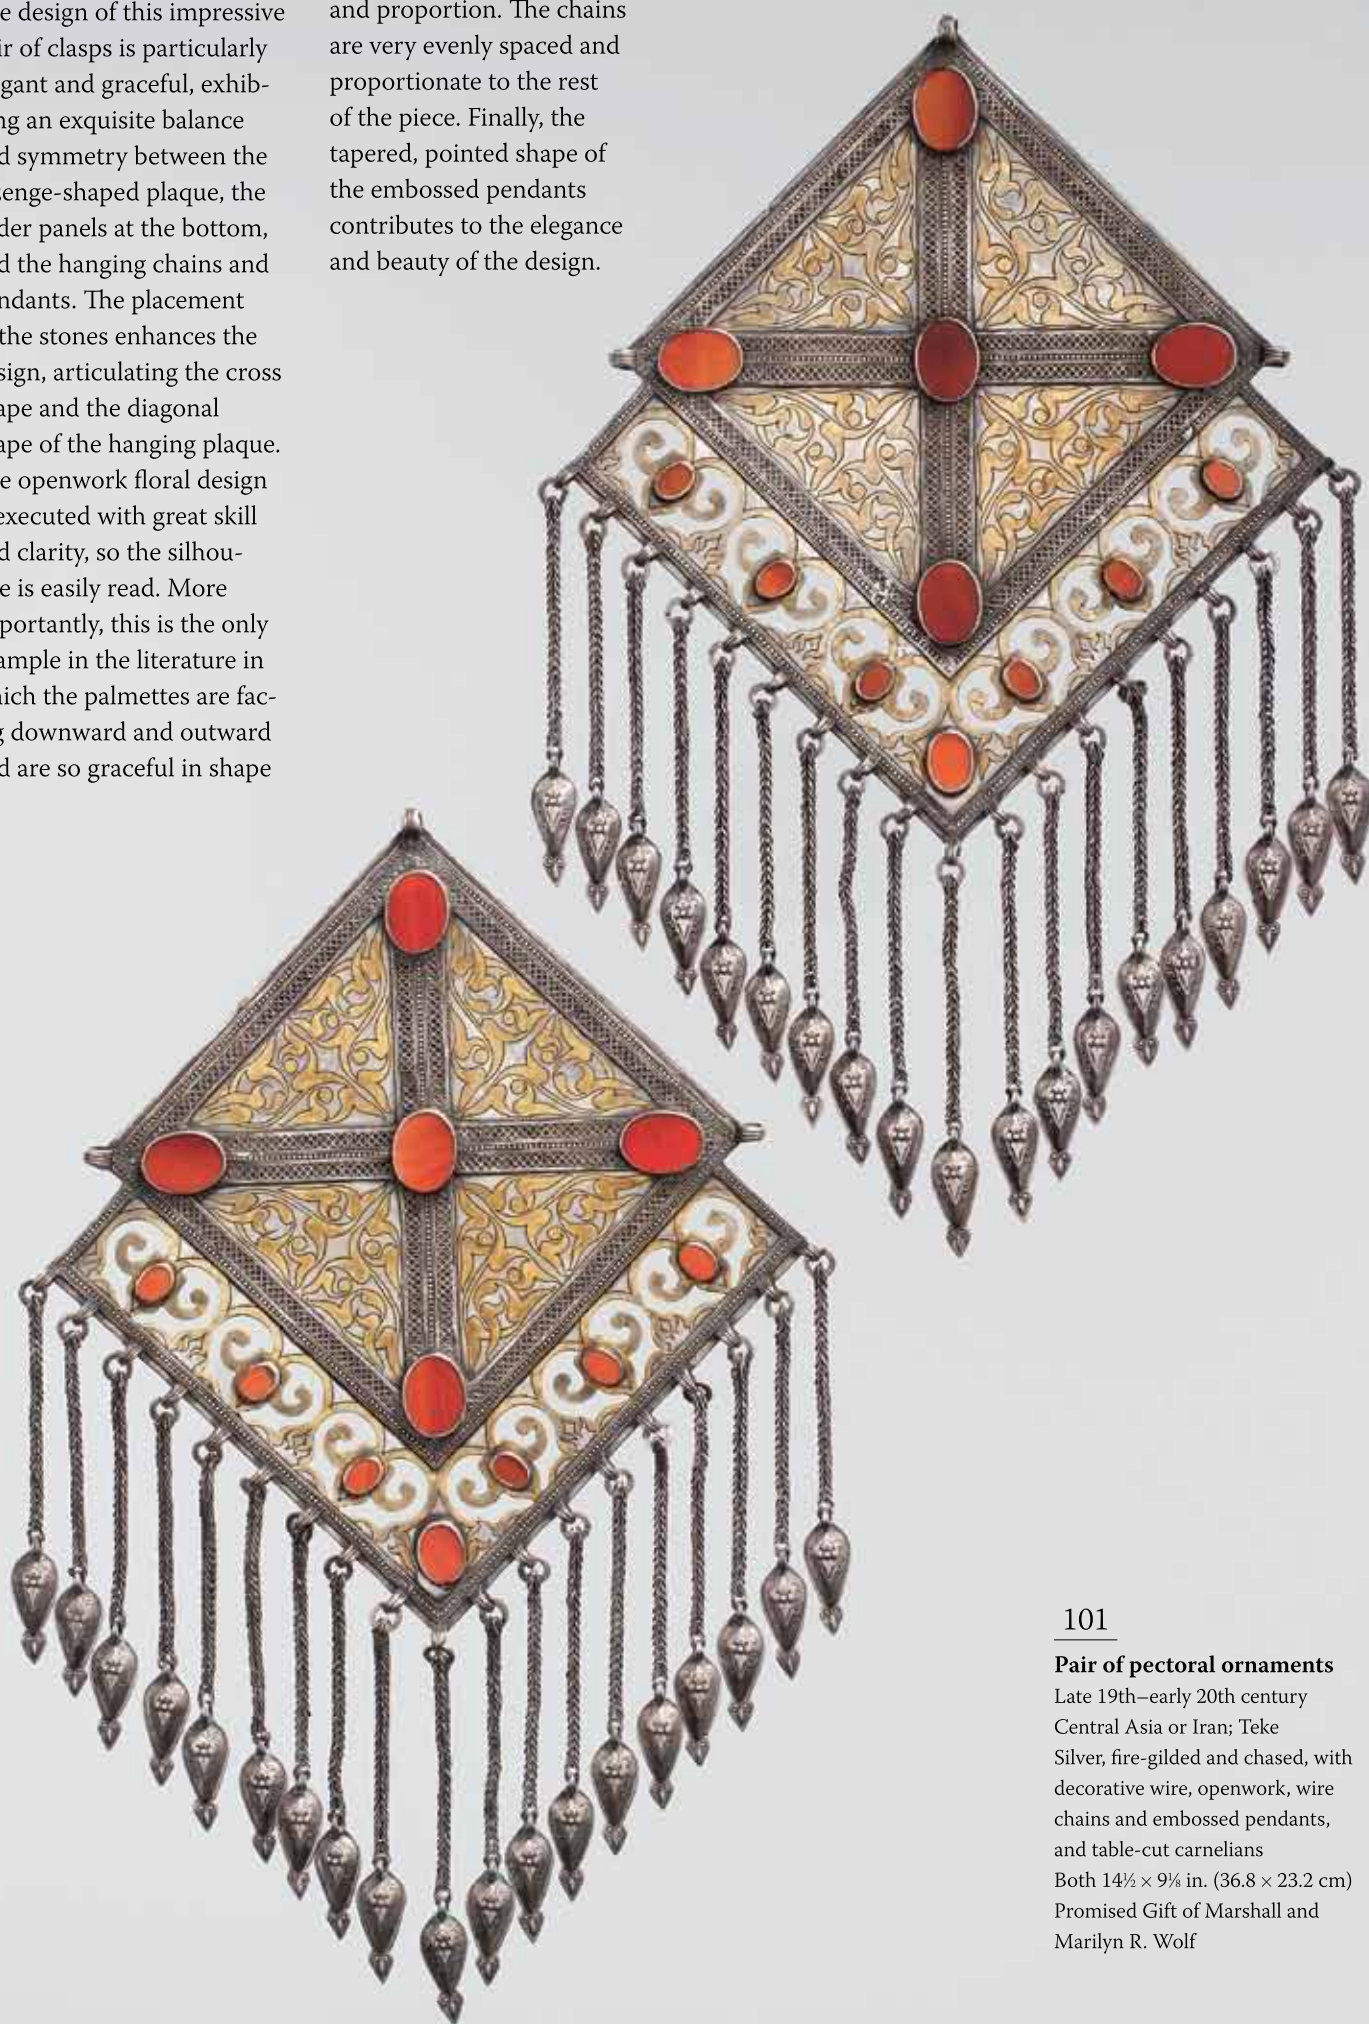 e design of this impressive
ir of clasps is particularly
gant and graceful, exhib-
ng an exquisite balance
d symmetry between the
enge-shaped plaque, the
der panels at the bottom,
d the hanging chains and
ndants. The placement
the stones enhances the
sign, articulating the cross
ape and the diagonal
ape of the hanging plaque.
e openwork floral design
executed with great skill
d clarity, so the silhou-
e is easily read. More
portantly, this is the only
ample in the literature in
hich the palmettes are fac-
g downward and outward
d are so graceful in shape
and proportion. The chains
are very evenly spaced and
proportionate to the rest
of the piece. Finally, the
tapered, pointed shape of
the embossed pendants
contributes to the elegance
and beauty of the design.
101
Pair of pectoral ornaments
Late 19th–early 20th century
Central Asia or Iran; Teke
Silver, fire-gilded and chased, with
decorative wire, openwork, wire
chains and embossed pendants,
and table-cut carnelians
Both 14½ × 9⅛ in. (36.8 × 23.2 cm)
Promised Gift of Marshall and
Marilyn R. Wolf